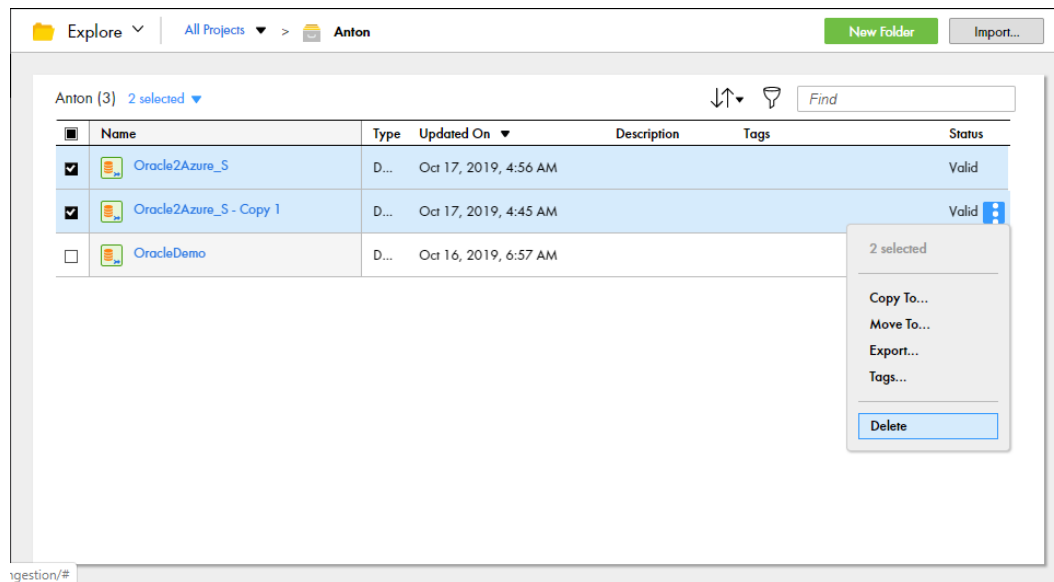 Explore All Projects > Anton New Folder Import...
Anton (3) 2 selected Find
Name Type Updated On Description Tags Status
Oracle2Azure_S D... Oct 17, 2019, 4:56 AM Valid
Oracle2Azure_S - Copy 1 D... Oct 17, 2019, 4:45 AM Valid
OracleDemo D... Oct 16, 2019, 6:57 AM
2 selected
Copy To...
Move To...
Export...
Tags...
Delete
ngestion/#